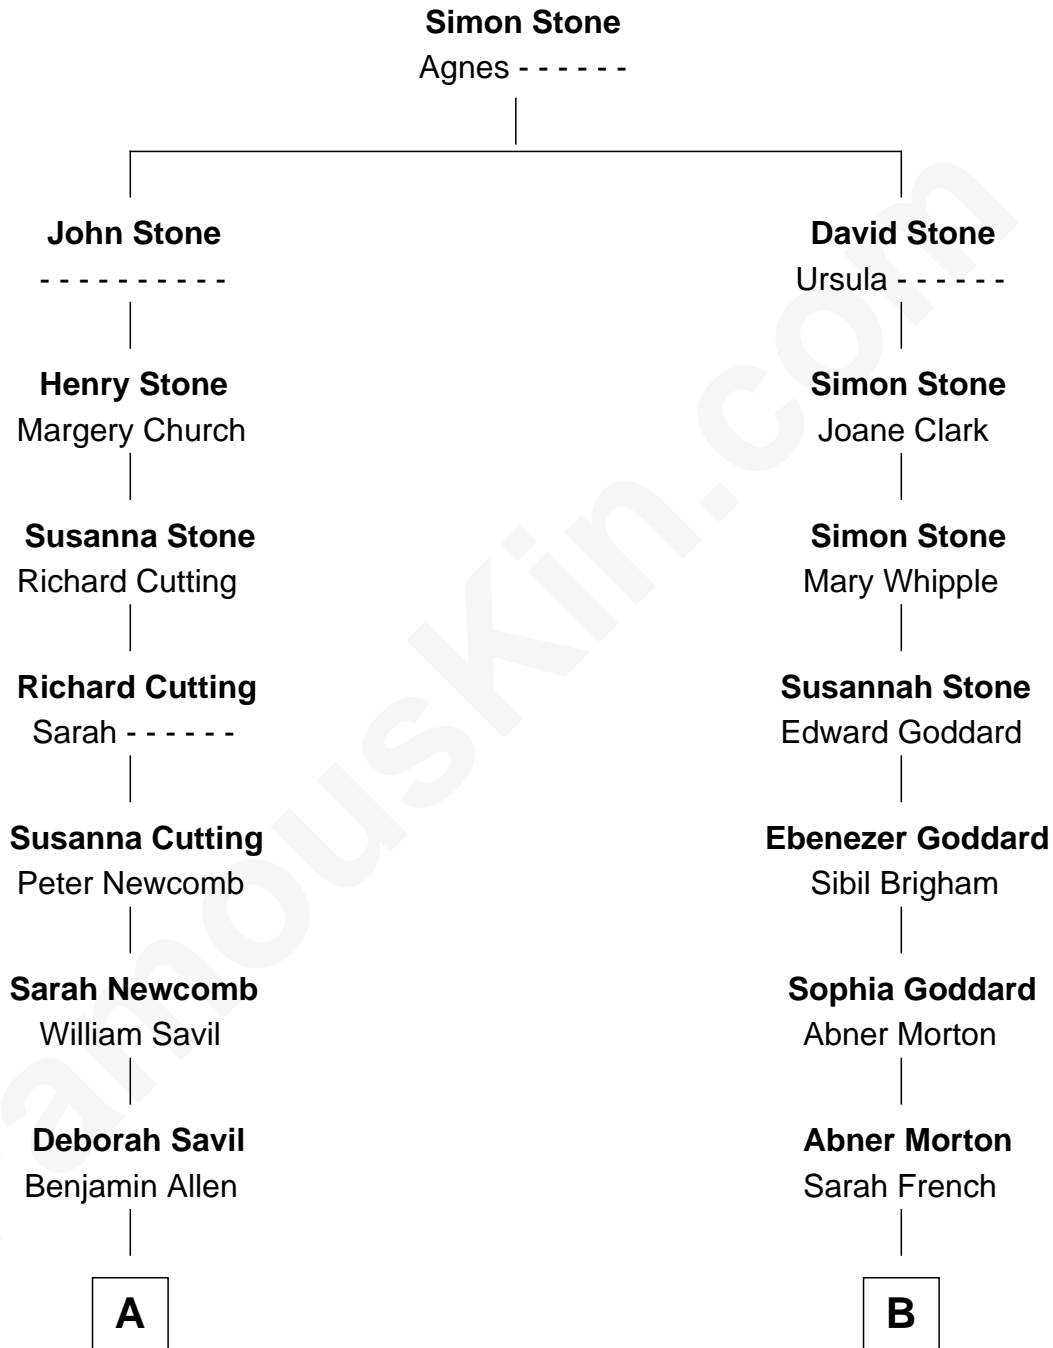 Simon Stone
Agnes - - - - - -
John Stone
- - - - - - - - - -
David Stone
Ursula - - - - - -
Henry Stone
Margery Church
Simon Stone
Joane Clark
Susanna Stone
Richard Cutting
Simon Stone
Mary Whipple
Richard Cutting
Sarah - - - - - -
Susannah Stone
Edward Goddard
Susanna Cutting
Peter Newcomb
Ebenezer Goddard
Sibil Brigham
Sarah Newcomb
William Savil
Sophia Goddard
Abner Morton
Deborah Savil
Benjamin Allen
Abner Morton
Sarah French
A
B
famouskin.com